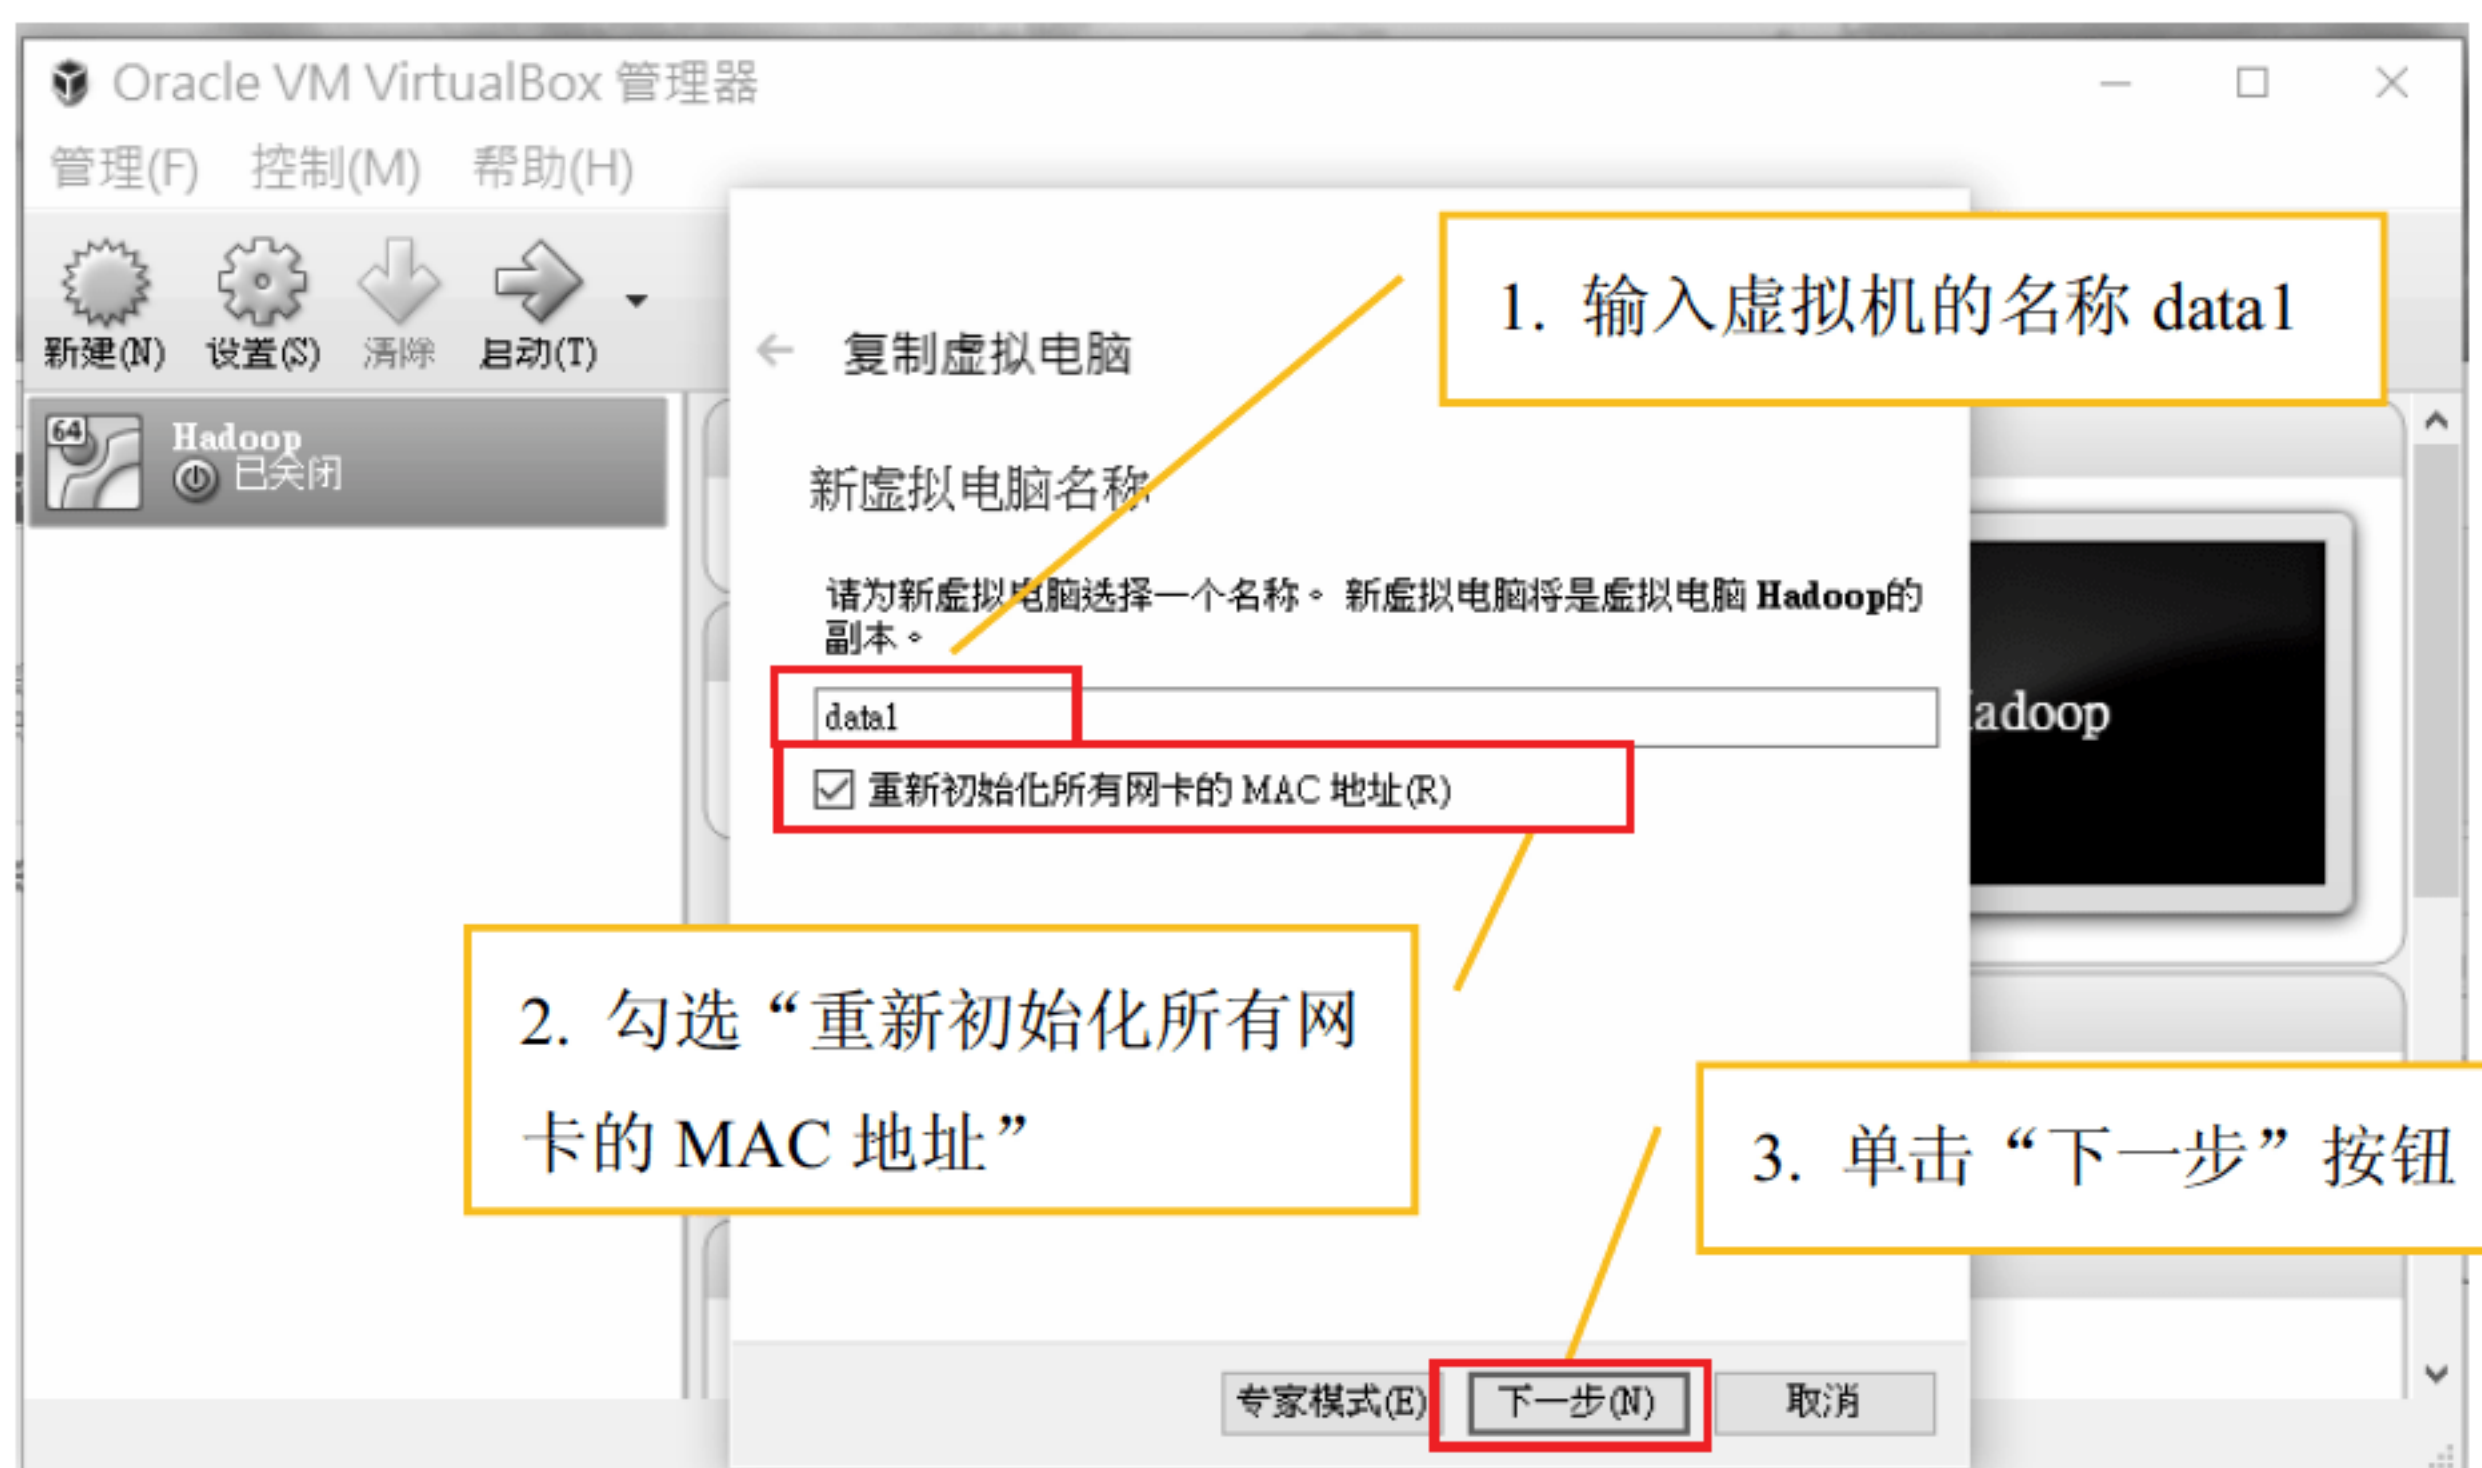 Oracle VM VirtualBox 管理器
管理(F) 控制(M) 帮助(H)
新建(N) 设置(S) 清除 启动(T)
64
Hadoop
已关闭
复制虚拟电脑
1. 输入虚拟机的名称 data1
新虚拟电脑名称
请为新虚拟电脑选择一个名称。 新虚拟电脑将是虚拟电脑 Hadoop的
副本。
data1
adoop
重新初始化所有网卡的 MAC 地址(R)
2. 勾选“重新初始化所有网
卡的 MAC 地址”
3. 单击“下一步”按钮
专家模式(E) 下一步(N) 取消